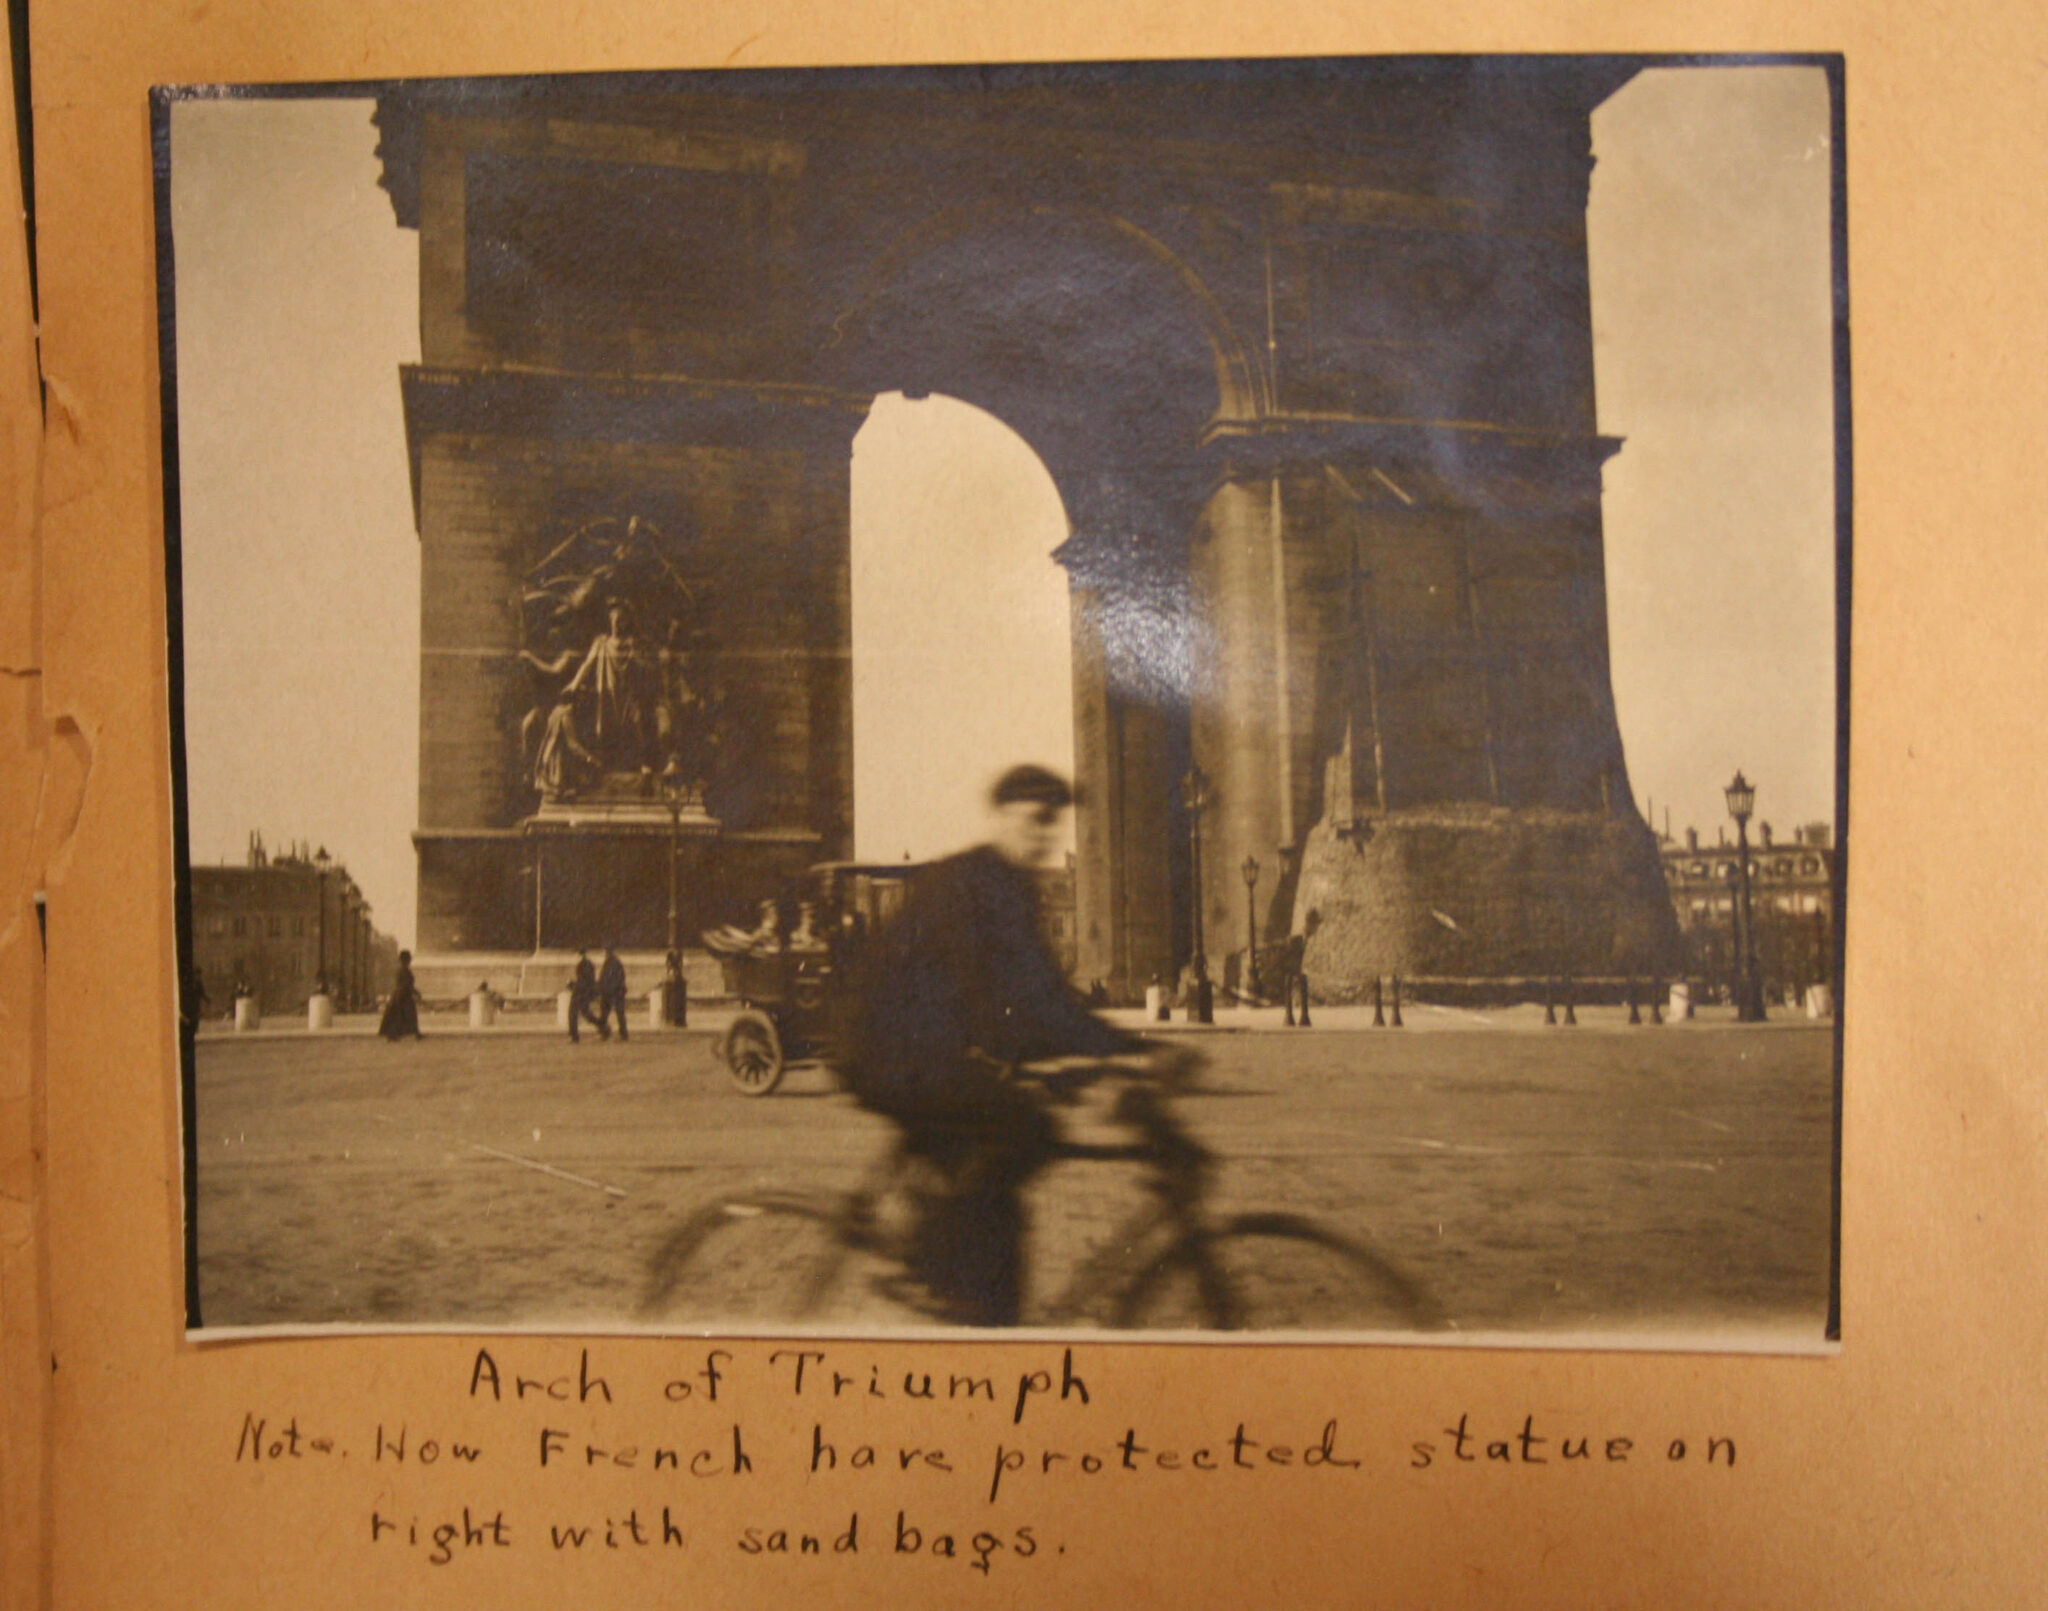 Arch of Triumph
Note. How French have protected statue on
right with sand bags.